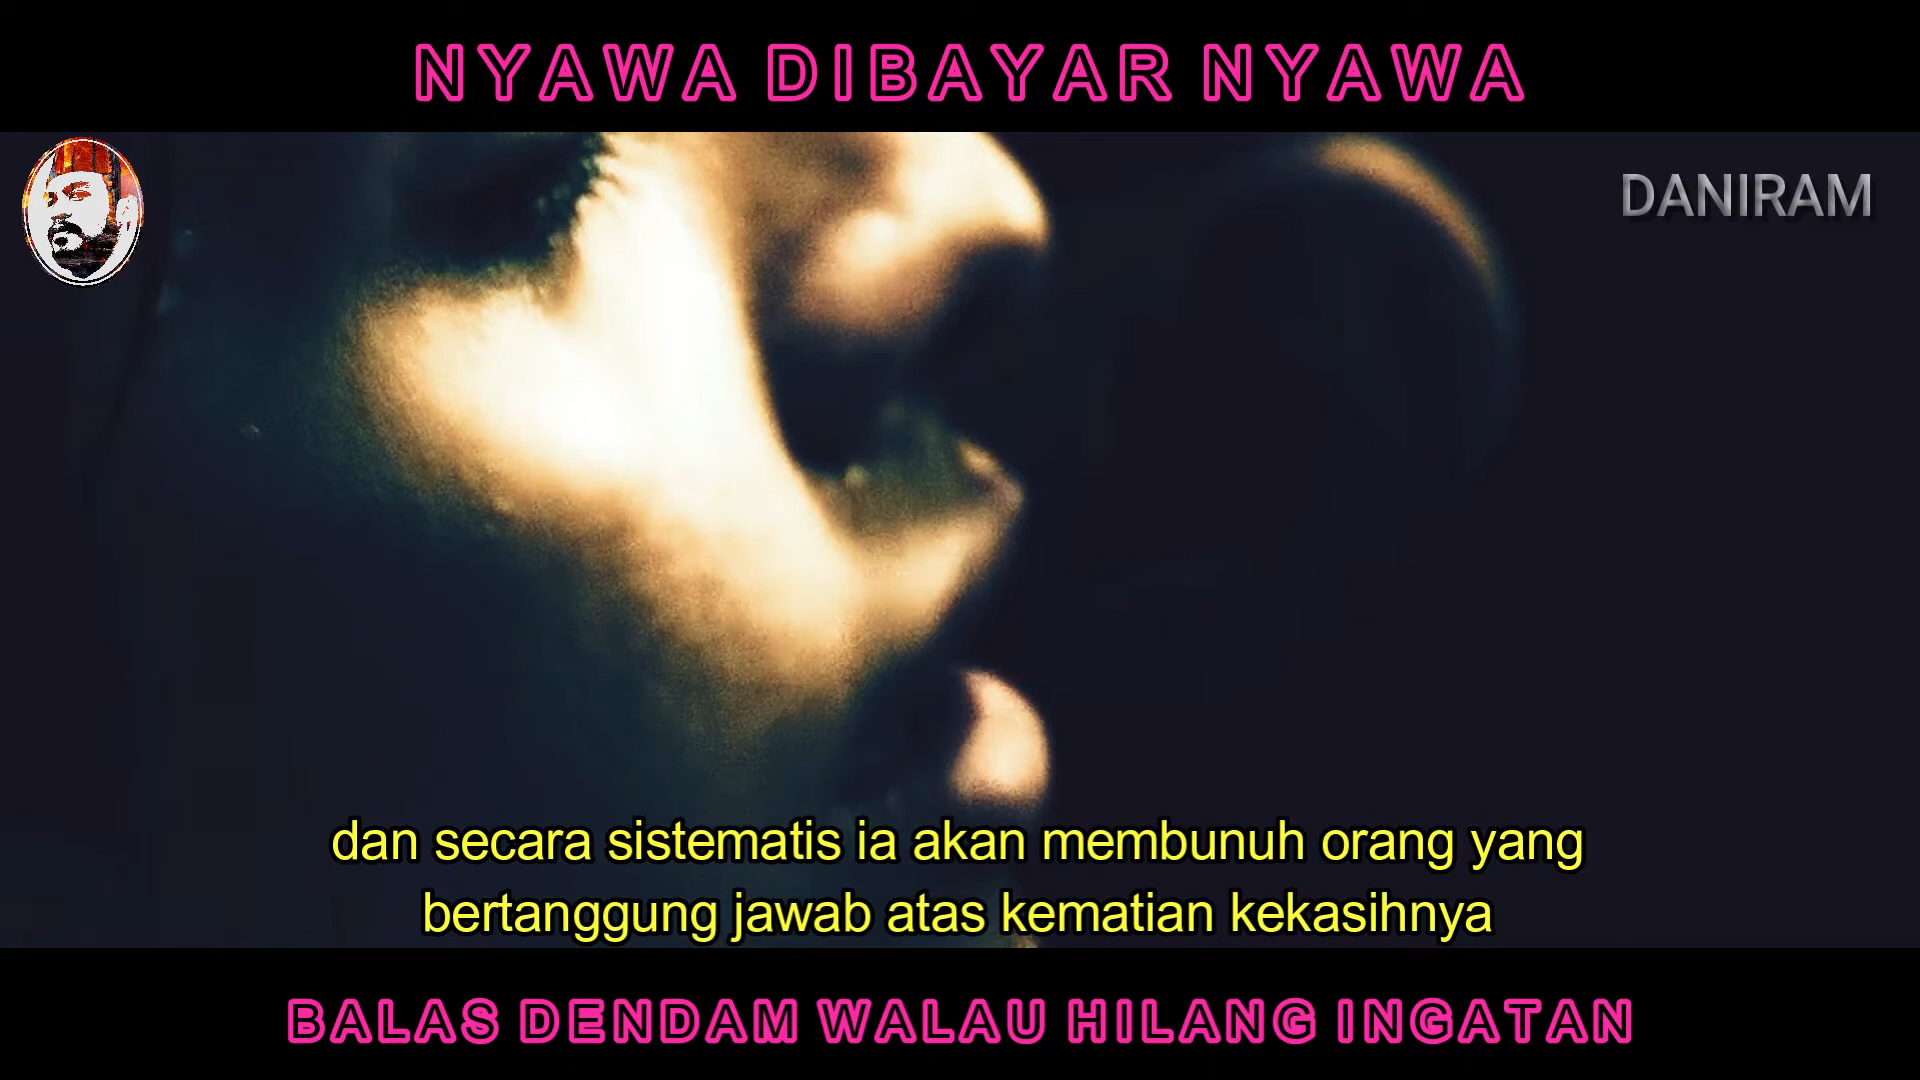 NYAWA DIBAYAR NYAWA
DANIRAM
dan secara sistematis ia akan membunuh orang yang
bertanggung jawab atas kematian kekasihnya
BALAS DENDAM WALAU HILANG INGATAN